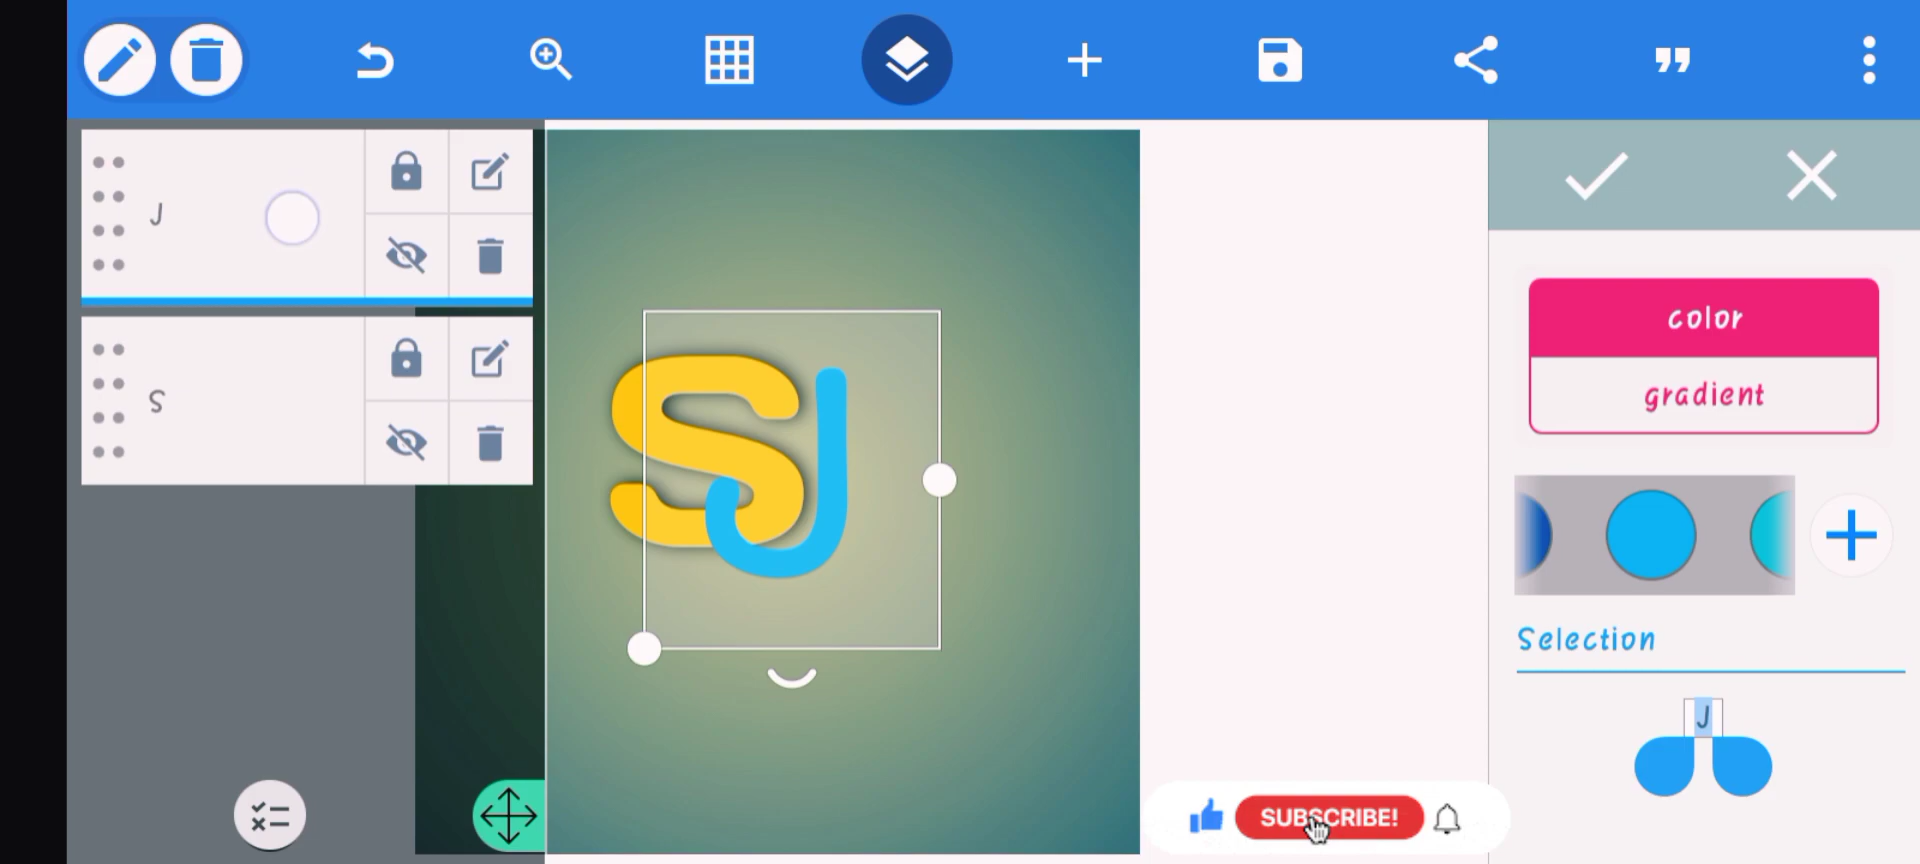 J
S
SJ
color
gradient
Selection
J
SUBSCRIBE!